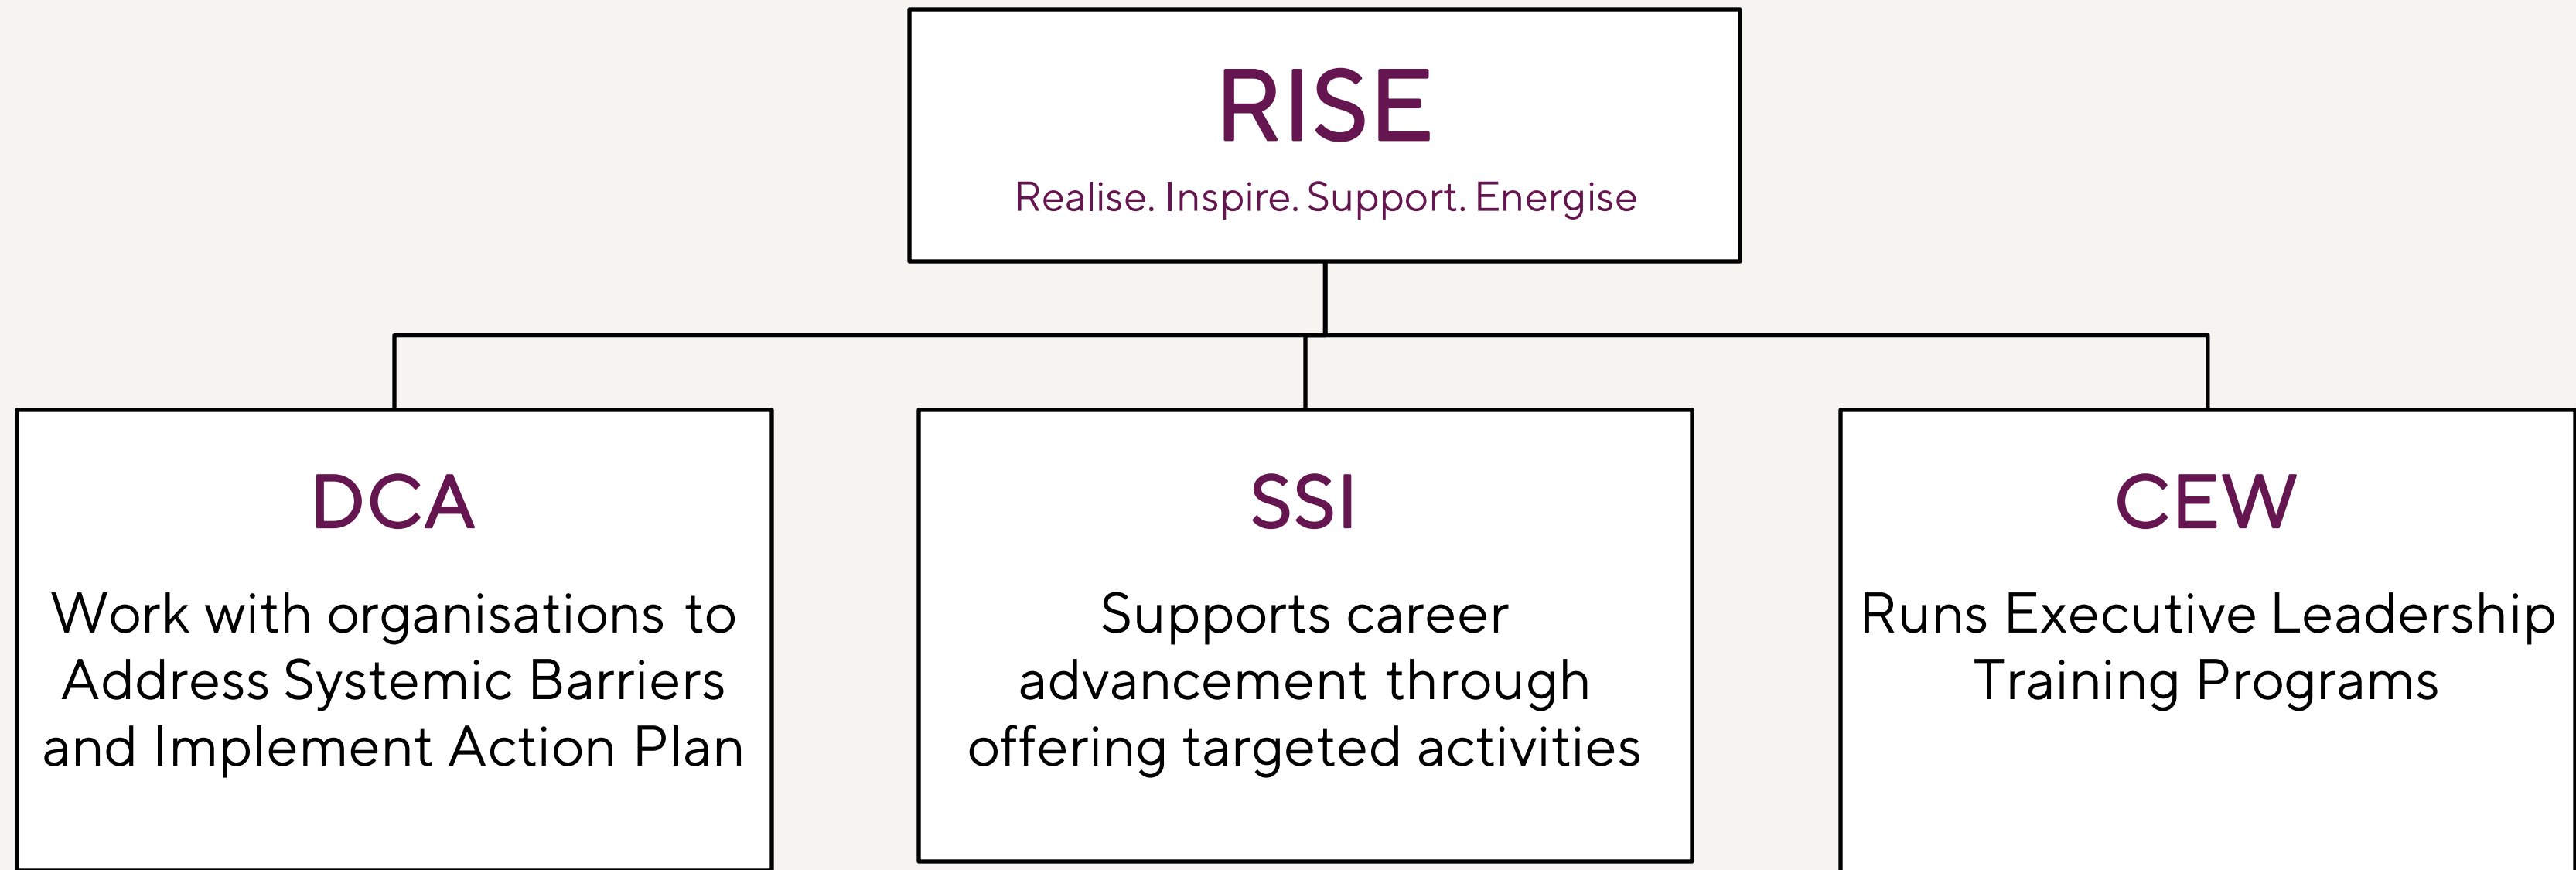 RISE
Realise. Inspire. Support. Energise
DCA
Work with organisations to
Address Systemic Barriers
and Implement Action Plan
SSI
Supports career
advancement through
offering targeted activities
CEW
Runs Executive Leadership
Training Programs